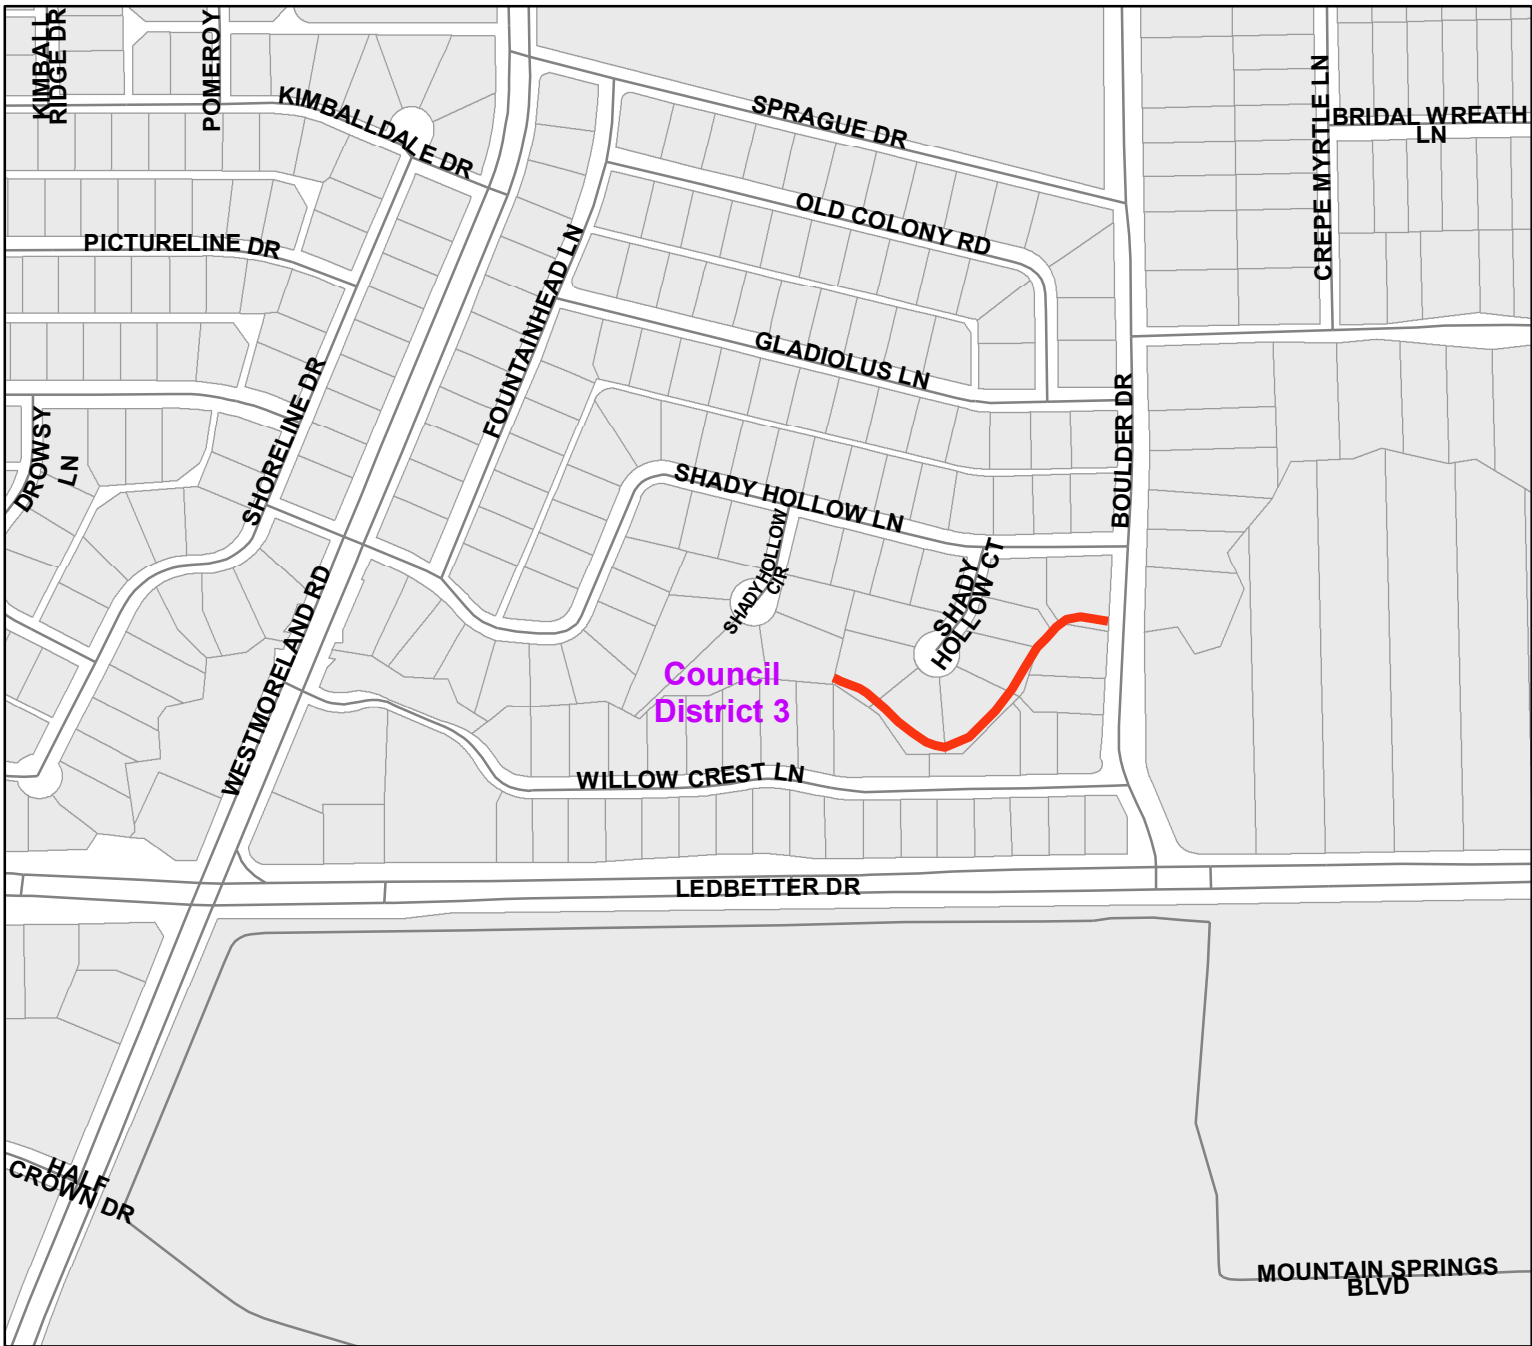 KIMBALL
RIDGE DR
POMEROY
KIMBALLDALE DR
SPRAGUE DR
CREPE MYRTLE LN
BRIDAL WREATH
LN
OLD COLONY RD
PICTURELINE DR
FOUNTAINHEAD LN
GLADIOLUS LN
SHORELINE DR
BOULDER DR
DROWSY
LN
SHADY HOLLOW LN
SHADY HOLLOW
CIR
SHADY
HOLLOW CT
WESTMORELAND RD
Council
District 3
WILLOW CREST LN
LEDBETTER DR
HALF
CROWN DR
MOUNTAIN SPRINGS
BLVD